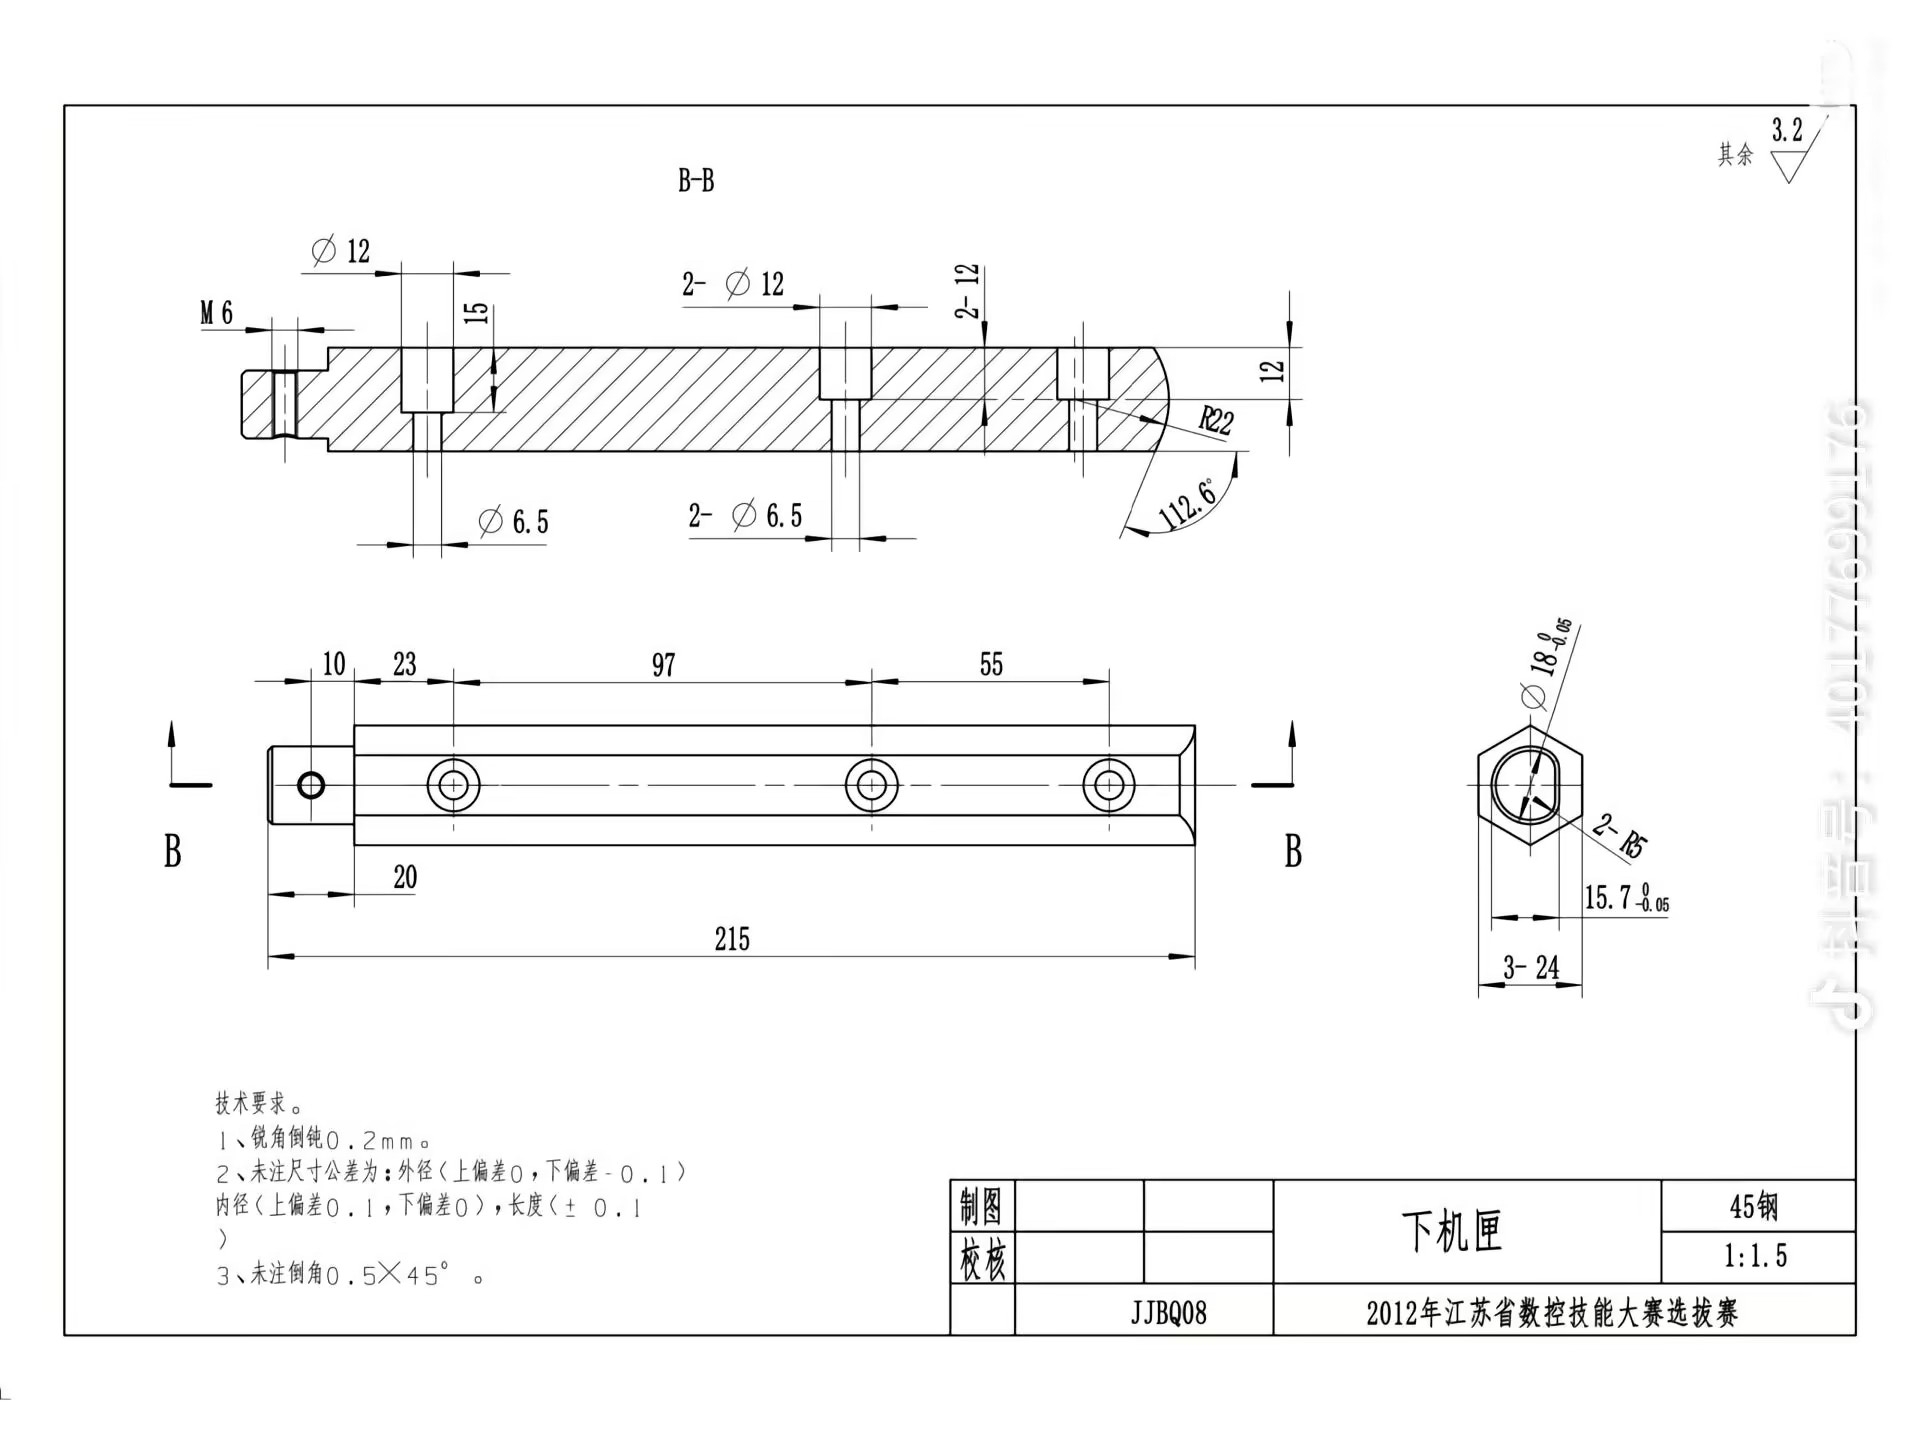 3.2
其余
B-B
∅12
2-∅12
2-12
M6
15
12
R22
∅6.5
2-∅6.5
112.6°
∅18 0 -0.05
10
23
97
55
2-R5
B
B
20
15.7 0 -0.05
215
3-24
抖音号: 40177699175
技术要求。
1、锐角倒钝0.2mm。
2、未注尺寸公差为:外径(上偏差0,下偏差-0.1)
内径(上偏差0.1,下偏差0),长度(± 0.1
)
3、未注倒角0.5×45° 。
制图
下机匣
45钢
校核
1:1.5
JJBQ08
2012年江苏省数控技能大赛选拔赛